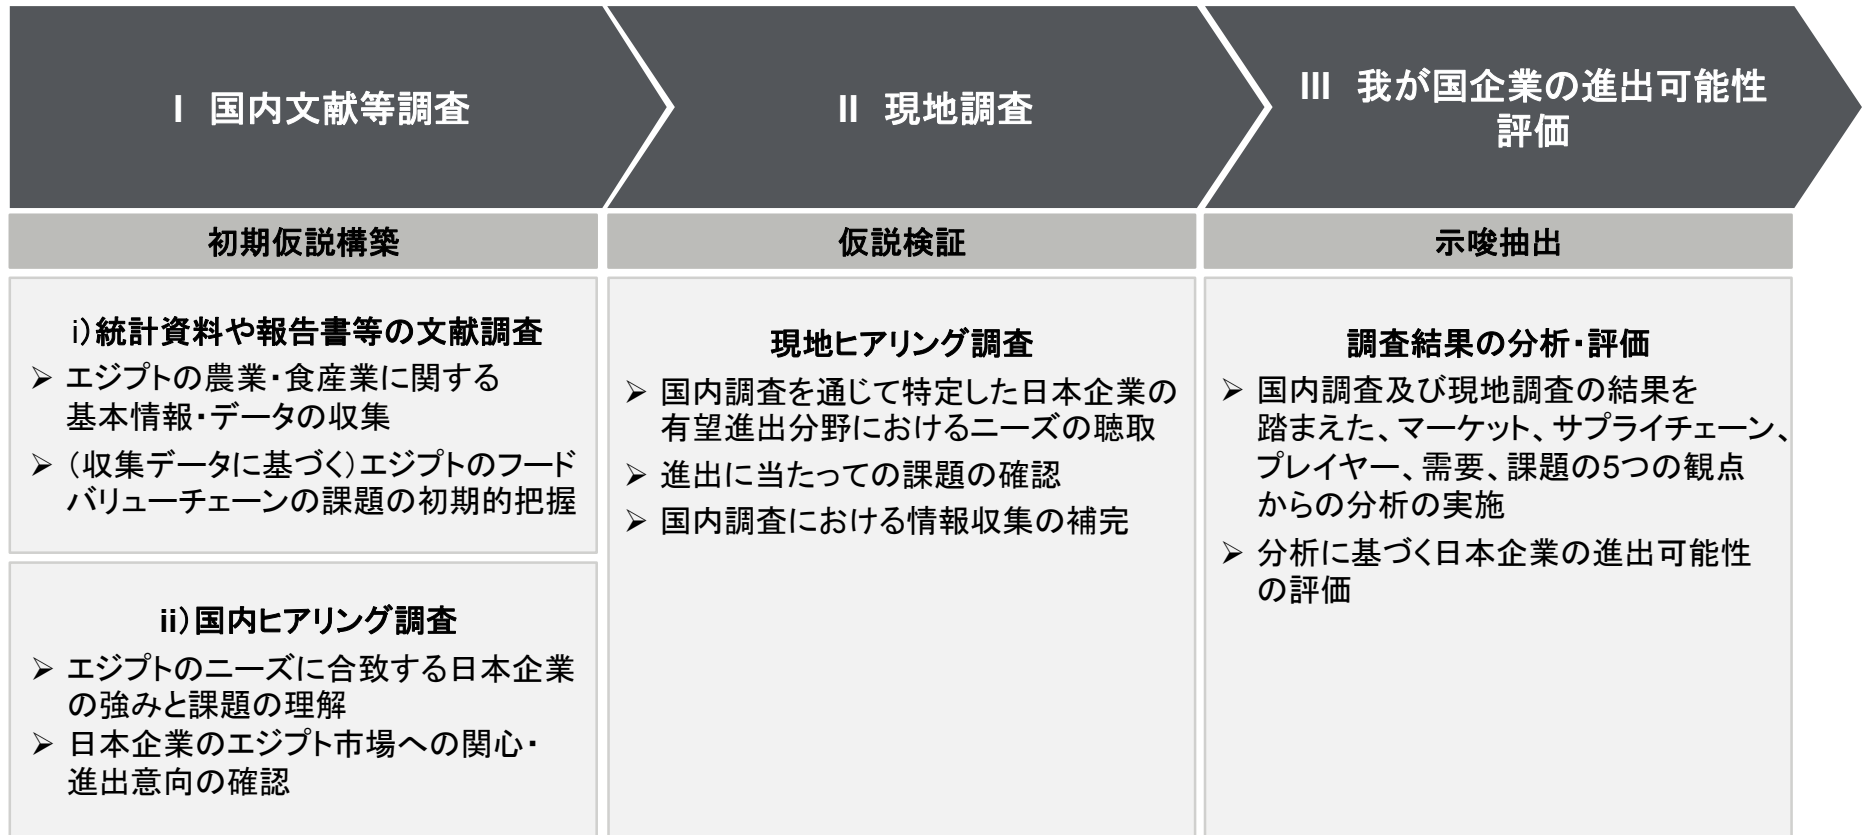 I 国内文献等調査
II 現地調査
III 我が国企業の進出可能性
評価
初期仮説構築
仮説検証
示唆抽出
i)統計資料や報告書等の文献調査
➢ エジプトの農業・食産業に関する
基本情報・データの収集
➢ (収集データに基づく)エジプトのフード
バリューチェーンの課題の初期的把握
ii)国内ヒアリング調査
➢ エジプトのニーズに合致する日本企業
の強みと課題の理解
➢ 日本企業のエジプト市場への関心・
進出意向の確認
現地ヒアリング調査
➢ 国内調査を通じて特定した日本企業の
有望進出分野におけるニーズの聴取
➢ 進出に当たっての課題の確認
➢ 国内調査における情報収集の補完
調査結果の分析・評価
➢ 国内調査及び現地調査の結果を
踏まえた、マーケット、サプライチェーン、
プレイヤー、需要、課題の5つの観点
からの分析の実施
➢ 分析に基づく日本企業の進出可能性
の評価